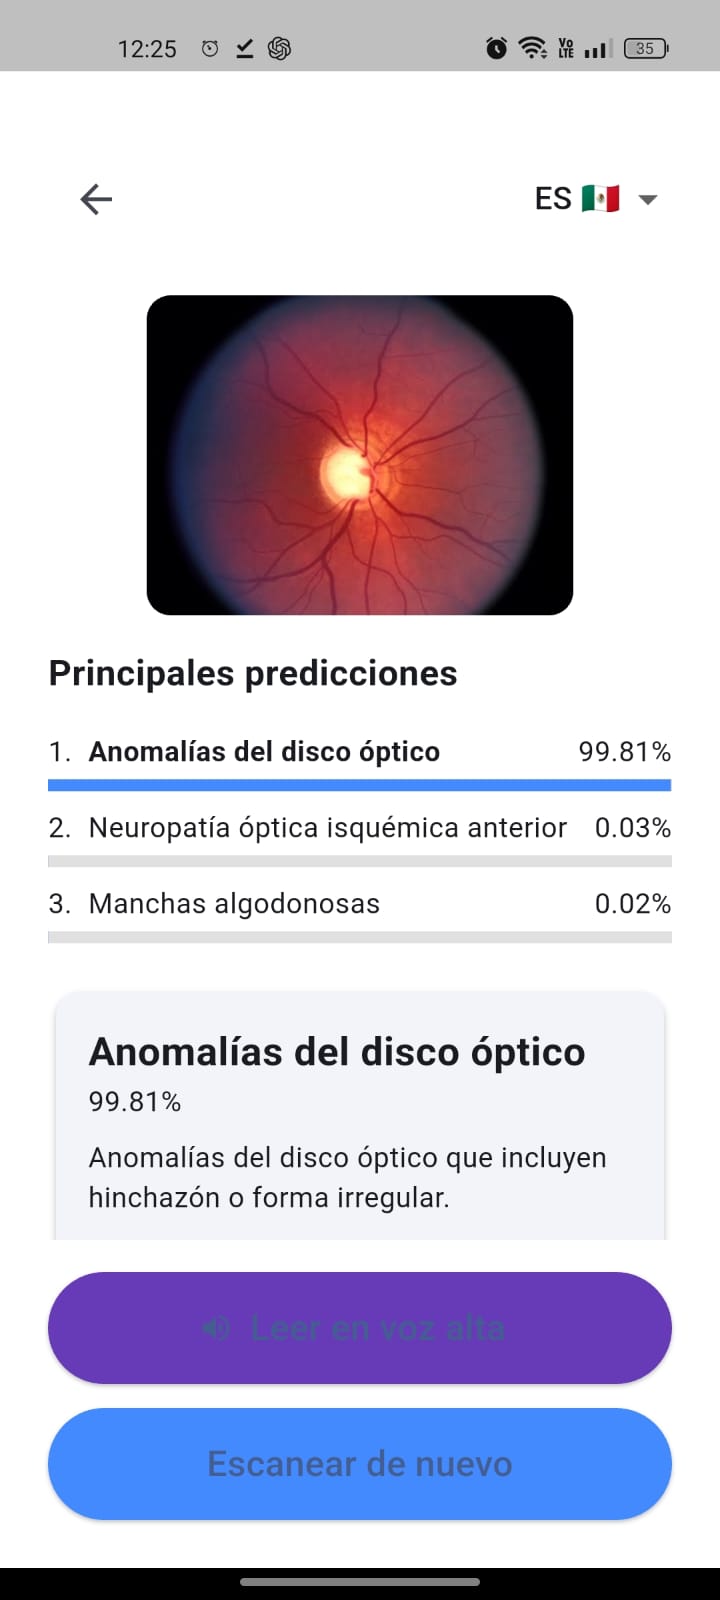 12:25
Vo LTE
35
ES
Principales predicciones
1. Anomalías del disco óptico 99.81%
2. Neuropatía óptica isquémica anterior 0.03%
3. Manchas algodonosas 0.02%
Anomalías del disco óptico
99.81%
Anomalías del disco óptico que incluyen
hinchazón o forma irregular.
Leer en voz alta
Escanear de nuevo